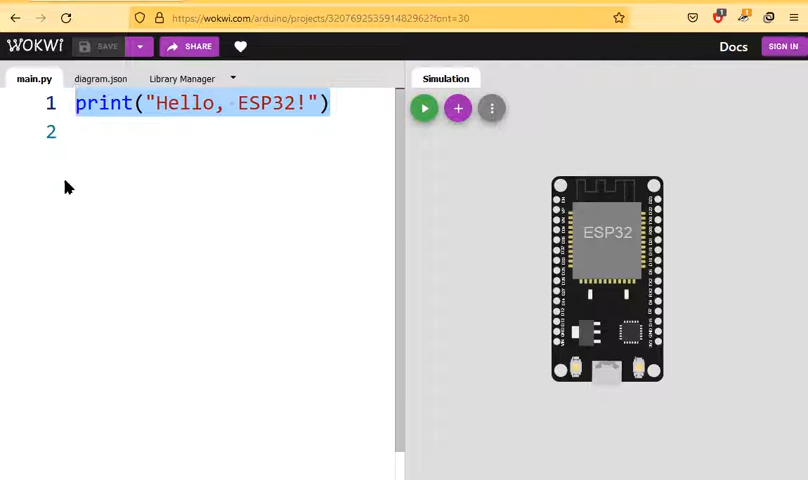 https://wokwi.com/arduino/projects/320769253591482962?font=30
WOKWi SAVE SHARE Docs SIGN IN
main.py diagram.json Library Manager Simulation
1 print("Hello, ESP32!")
2
ESP32